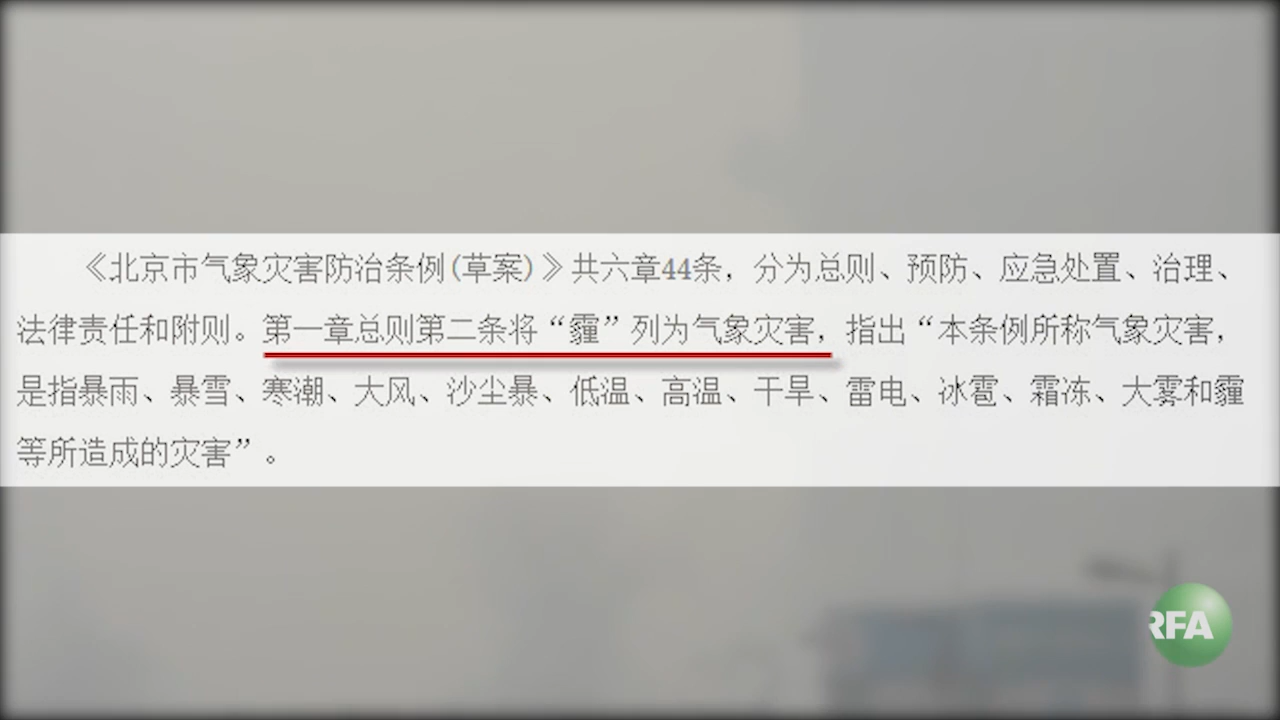 《北京市气象灾害防治条例(草案)》共六章44条，分为总则、预防、应急处置、治理、
法律责任和附则。第一章总则第二条将“霾”列为气象灾害，指出“本条例所称气象灾害，
是指暴雨、暴雪、寒潮、大风、沙尘暴、低温、高温、干旱、雷电、冰雹、霜冻、大雾和霾
等所造成的灾害”。
RFA